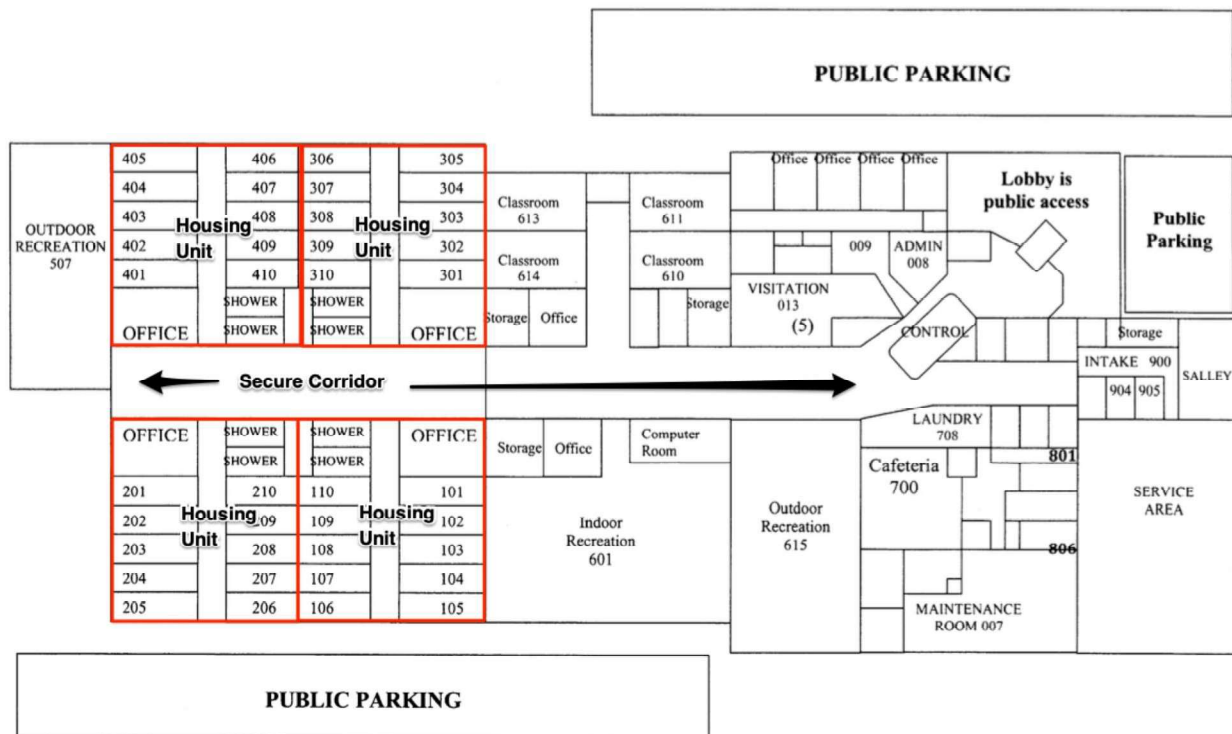 PUBLIC PARKING
405 406 306 305
404 407 307 304
403 408 308 303
402 409 309 302
401 410 310 301
Housing
Unit
Housing
Unit
SHOWER SHOWER
SHOWER SHOWER
OFFICE OFFICE
OUTDOOR
RECREATION
507
Classroom
613
Classroom
614
Storage Office
Classroom
611
Classroom
610
Storage
Office Office Office Office
Lobby is
public access
Public
Parking
009 ADMIN
008
VISITATION
013
(5)
CONTROL
Storage
INTAKE 900
904 905
SALLEY
Secure Corridor
OFFICE OFFICE
SHOWER SHOWER
SHOWER SHOWER
201 210 110 101
202 209 109 102
203 208 108 103
204 207 107 104
205 206 106 105
Housing
Unit
Housing
Unit
Storage Office
Computer
Room
Indoor
Recreation
601
Outdoor
Recreation
615
LAUNDRY
708
Cafeteria
700
801
806
MAINTENANCE
ROOM 007
SERVICE
AREA
PUBLIC PARKING